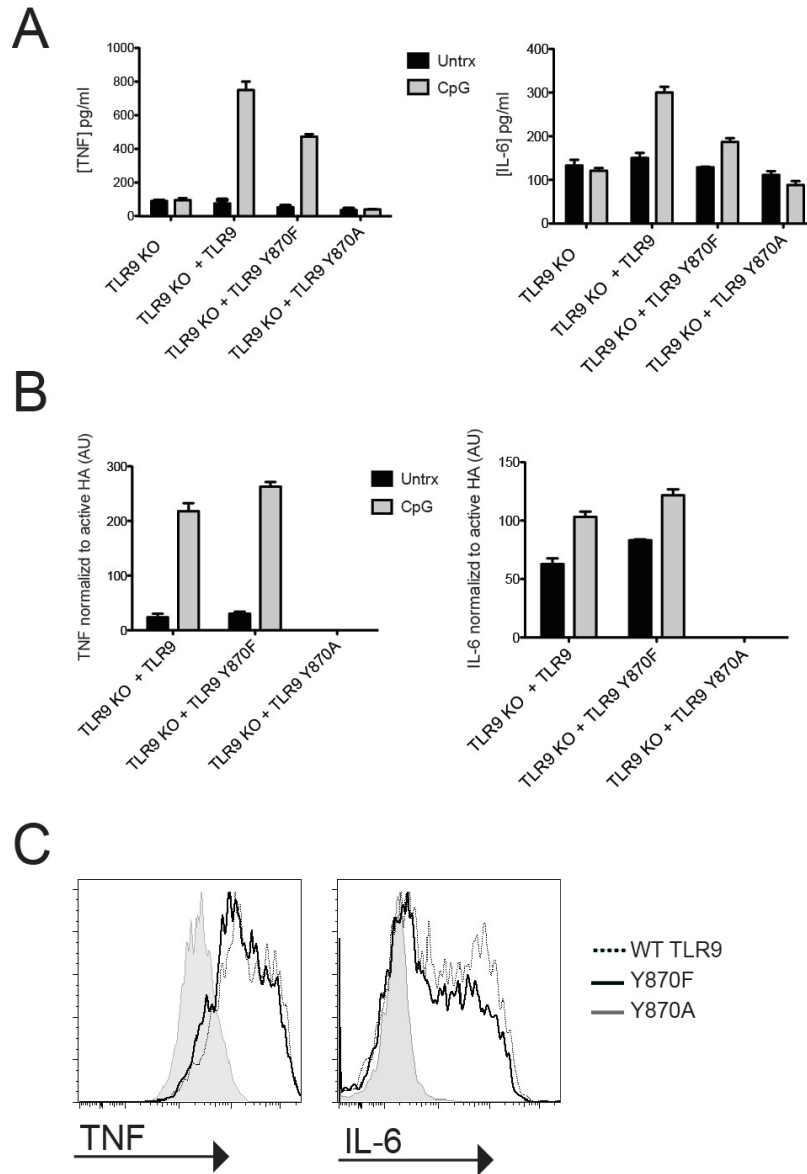 A
[TNF] pg/ml
1000
800
600
400
200
0
TLR9 KO
TLR9 KO + TLR9
TLR9 KO + TLR9 Y870F
TLR9 KO + TLR9 Y870A
Untrx
CpG
[IL-6] pg/ml
400
300
200
100
0
TLR9 KO
TLR9 KO + TLR9
TLR9 KO + TLR9 Y870F
TLR9 KO + TLR9 Y870A
B
TNF normalizd to active HA (AU)
300
200
100
0
TLR9 KO + TLR9
TLR9 KO + TLR9 Y870F
TLR9 KO + TLR9 Y870A
Untrx
CpG
IL-6 normalizd to active HA (AU)
150
100
50
0
TLR9 KO + TLR9
TLR9 KO + TLR9 Y870F
TLR9 KO + TLR9 Y870A
C
TNF
IL-6
WT TLR9
Y870F
Y870A